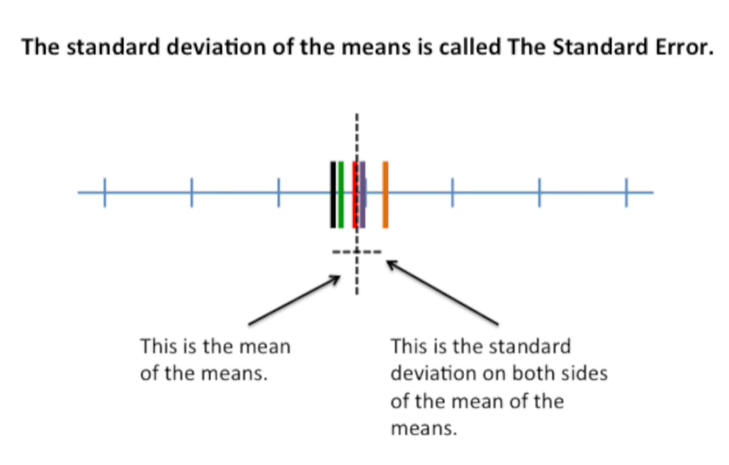 The standard deviation of the means is called The Standard Error.
This is the mean
of the means.
This is the standard
deviation on both sides
of the mean of the
means.